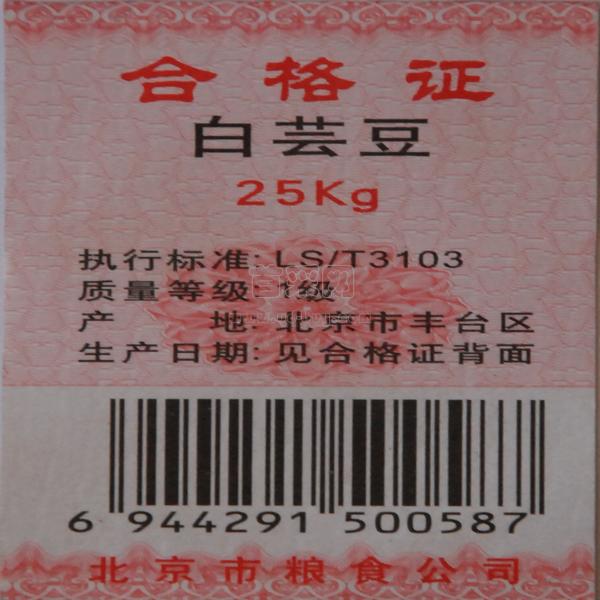 合格证
白芸豆
25Kg
执行标准: LS/T3103
质量等级 1级
产 地: 北京市丰台区
生产日期: 见合格证背面
6 944291 500587
北京市粮食公司